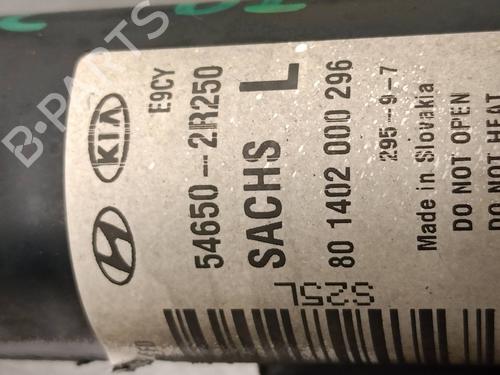 B-PARTS
KIA
E9CY
54650-2R250
SACHS L
80 1402 000 296
295-9-7
Made in Slovakia
DO NOT OPEN
DO NOT HEAT
S25L